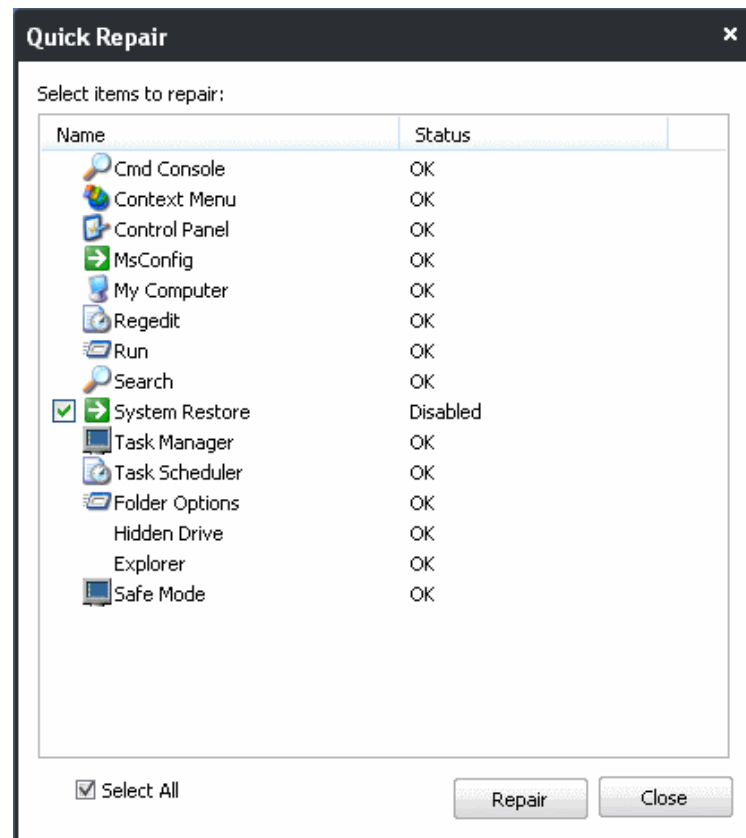 Quick Repair
Select items to repair:
Name Status
Cmd Console OK
Context Menu OK
Control Panel OK
MsConfig OK
My Computer OK
Regedit OK
Run OK
Search OK
System Restore Disabled
Task Manager OK
Task Scheduler OK
Folder Options OK
Hidden Drive OK
Explorer OK
Safe Mode OK
Select All Repair Close